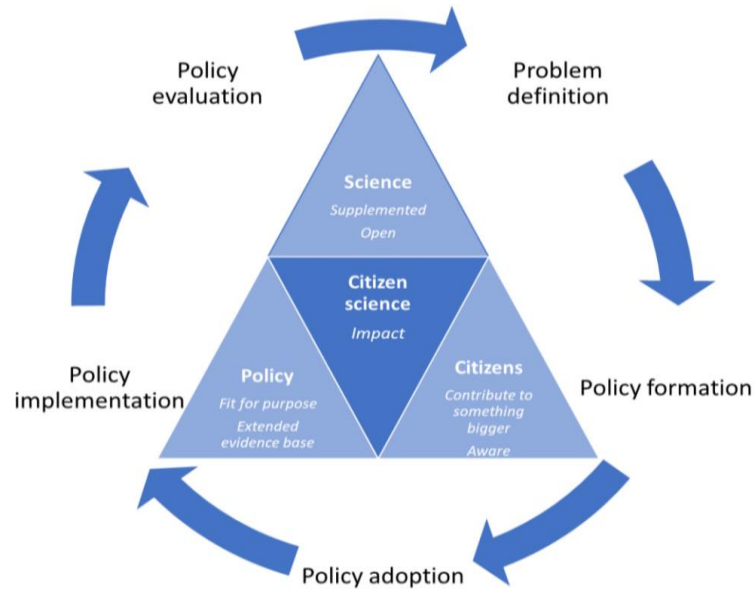 Policy
evaluation
Problem
definition
Science
Supplemented
Open
Citizen
science
Impact
Policy
Fit for purpose
Extended
evidence base
Citizens
Contribute to
something
bigger
Aware
Policy
implementation
Policy formation
Policy adoption